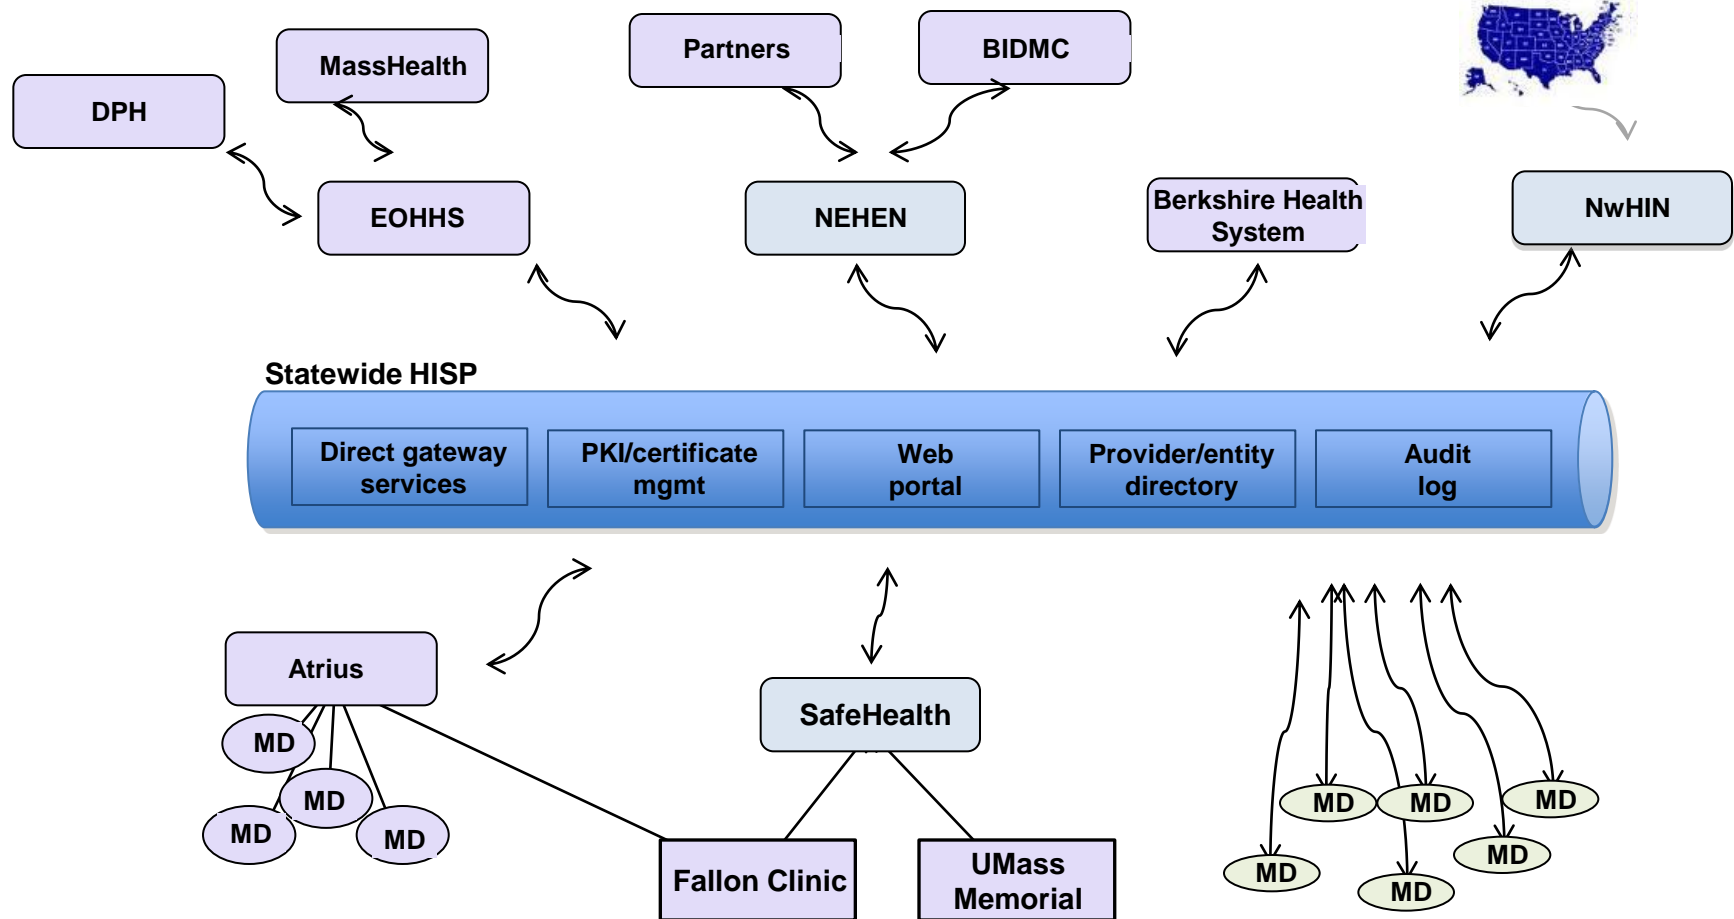 Partners
BIDMC
MassHealth
DPH
EOHHS
NEHEN
Berkshire Health
System
NwHIN
Statewide HISP
Direct gateway
services
PKI/certificate
mgmt
Web
portal
Provider/entity
directory
Audit
log
Atrius
SafeHealth
MD
MD
MD
MD
Fallon Clinic
UMass
Memorial
MD
MD
MD
MD
MD
MD